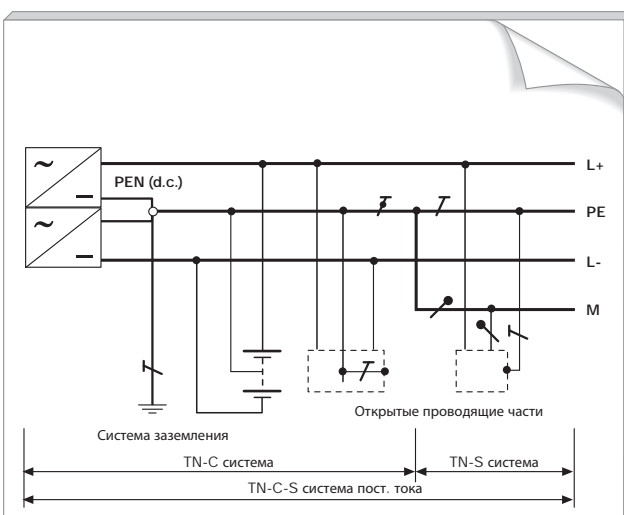 L+
PEN (d.c.)
PE
L-
M
Открытые проводящие части
Система заземления
TN-C система
TN-S система
TN-C-S система пост. тока